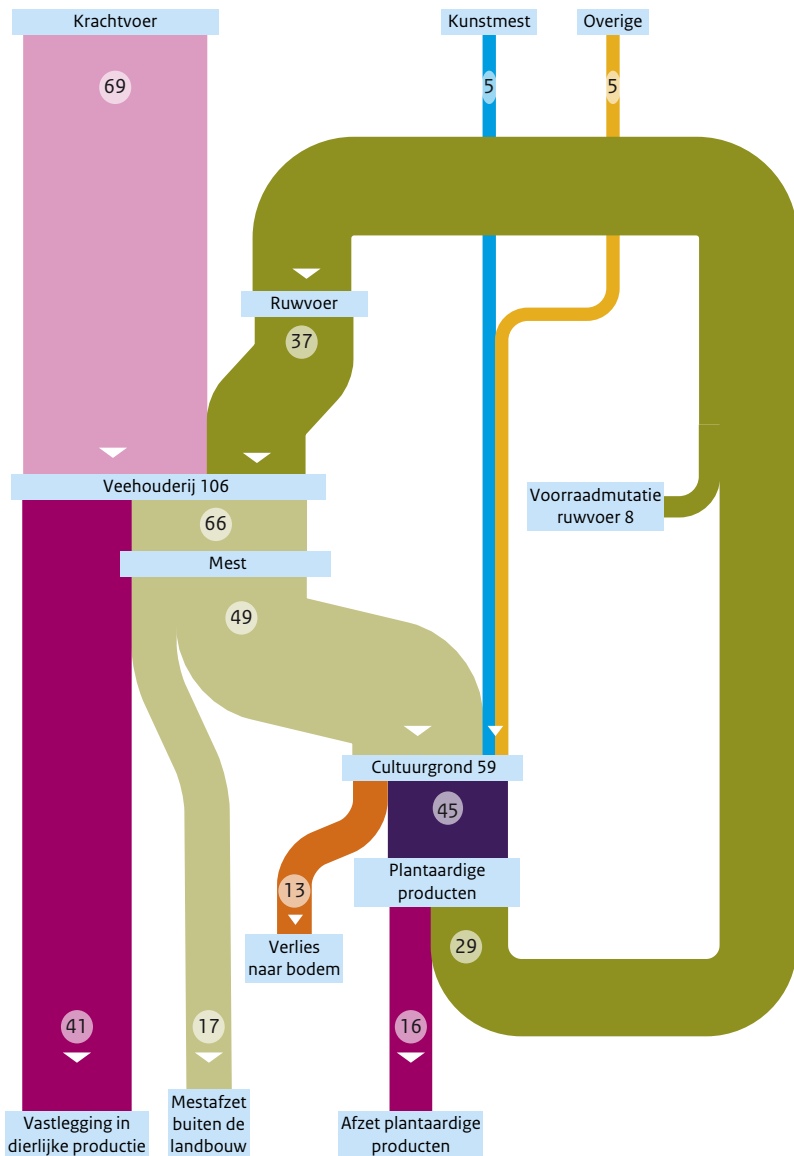 Krachtvoer
Kunstmest
Overige
69
5
5
Ruwvoer
37
Veehouderij 106
Voorraadmutatie
ruwvoer 8
66
Mest
49
Cultuurgrond 59
45
Plantaardige
producten
13
Verlies
naar bodem
29
41
17
16
Vastlegging in
dierlijke productie
Mestafzet
buiten de
landbouw
Afzet plantaardige
producten